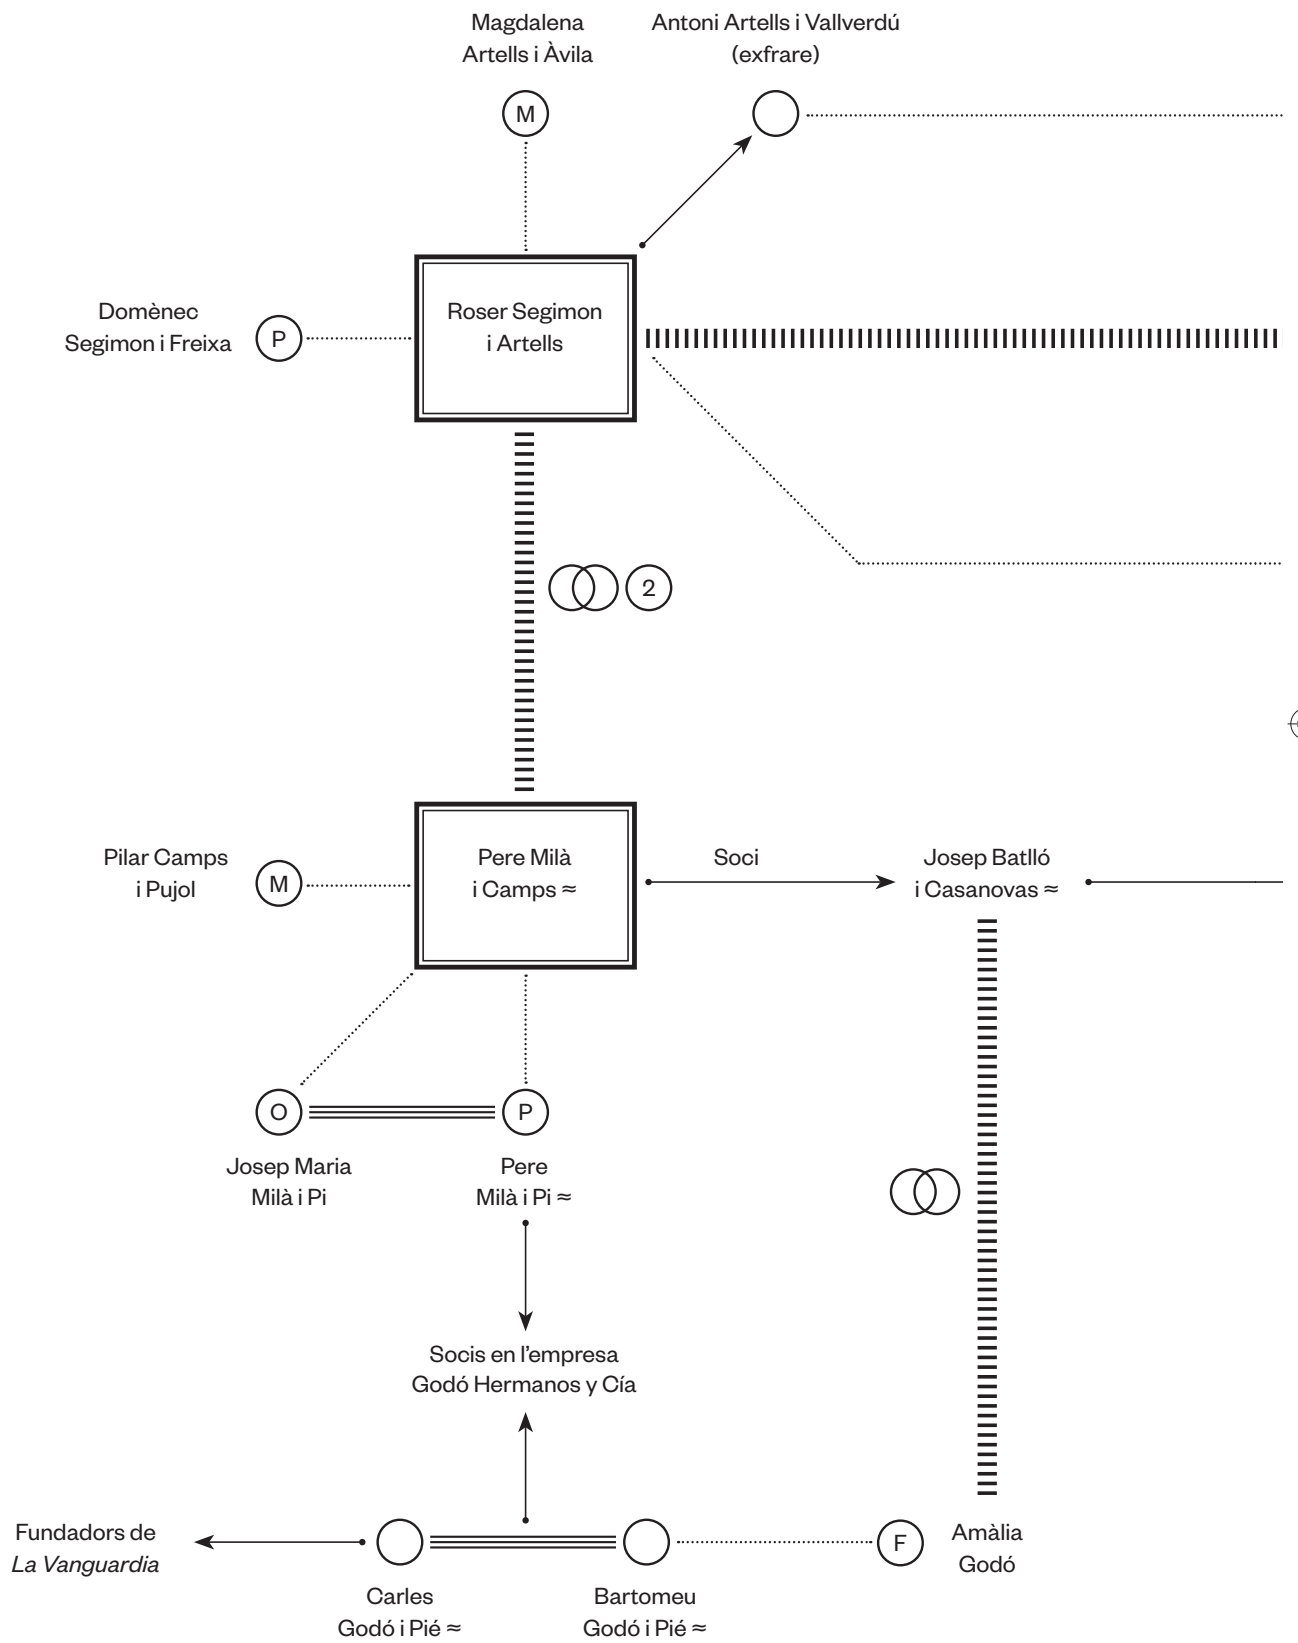 Magdalena
Artells i Àvila
Antoni Artells i Vallverdú
(exfrare)
M
Domènec
Segimon i Freixa
P
Roser Segimon
i Artells
2
Pilar Camps
i Pujol
M
Pere Milà
i Camps ≈
Soci
Josep Batlló
i Casanovas ≈
O
P
Josep Maria
Milà i Pi
Pere
Milà i Pi ≈
Socis en l'empresa
Godó Hermanos y Cía
Fundadors de
La Vanguardia
F
Amàlia
Godó
Carles
Godó i Pié ≈
Bartomeu
Godó i Pié ≈